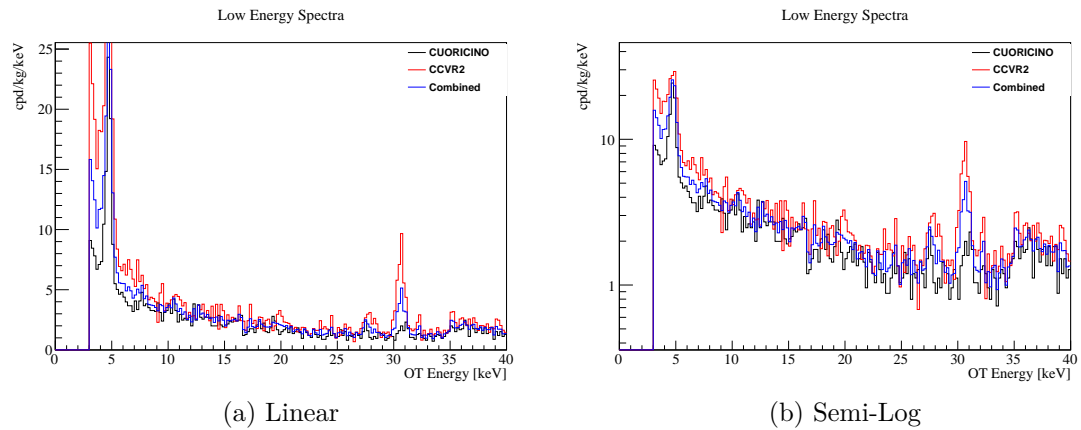 Low Energy Spectra
cpd/kg/keV
25
20
15
10
5
0
CUORICINO
CCVR2
Combined
0 5 10 15 20 25 30 35 40
OT Energy [keV]
(a) Linear
Low Energy Spectra
cpd/kg/keV
10
1
CUORICINO
CCVR2
Combined
0 5 10 15 20 25 30 35 40
OT Energy [keV]
(b) Semi-Log